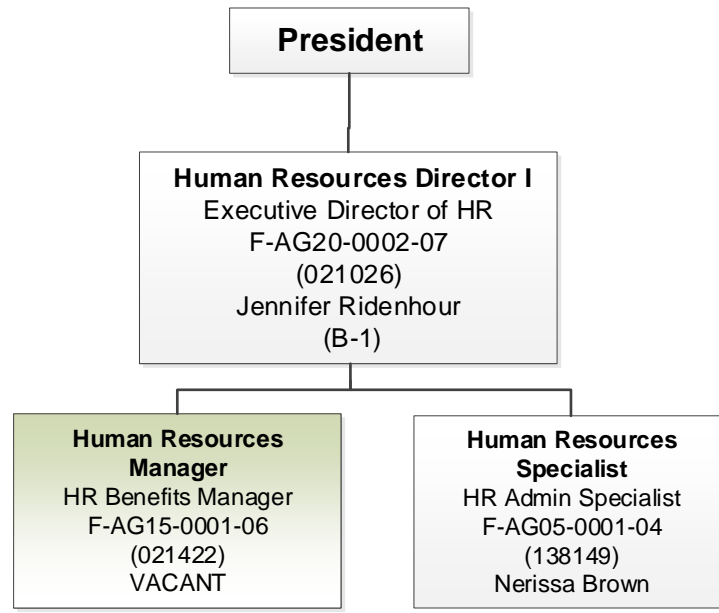 President
Human Resources Director I
Executive Director of HR
F-AG20-0002-07
(021026)
Jennifer Ridenhour
(B-1)
Human Resources
Manager
HR Benefits Manager
F-AG15-0001-06
(021422)
VACANT
Human Resources
Specialist
HR Admin Specialist
F-AG05-0001-04
(138149)
Nerissa Brown